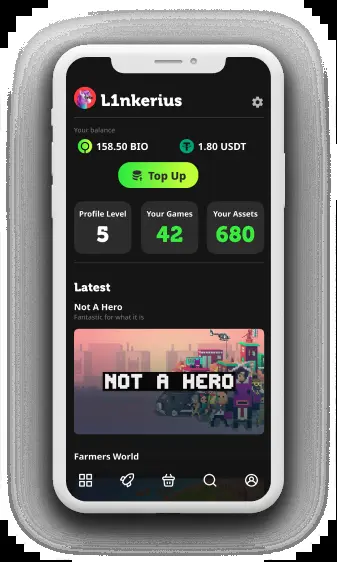 L1nkerius
Your balance
158.50 BIO
1.80 USDT
Top Up
Profile Level
5
Your Games
42
Your Assets
680
Latest
Not A Hero
Fantastic for what it is
NOT A HERO
Farmers World